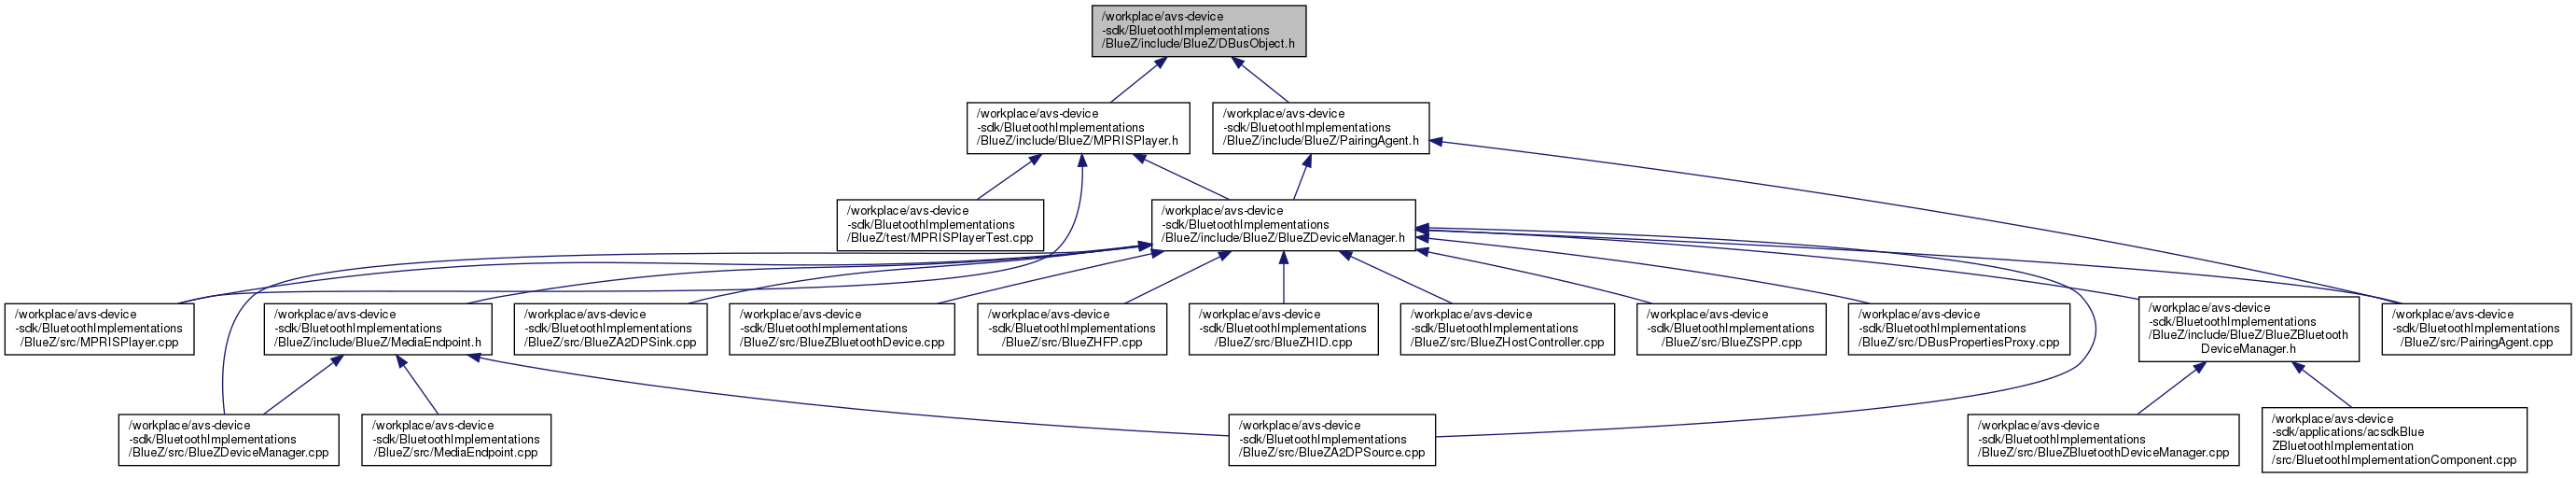 /workplace/avs-device
-sdk/BluetoothImplementations
/BlueZ/include/BlueZ/DBusObject.h
/workplace/avs-device
-sdk/BluetoothImplementations
/BlueZ/include/BlueZ/MPRISPlayer.h
/workplace/avs-device
-sdk/BluetoothImplementations
/BlueZ/include/BlueZ/PairingAgent.h
/workplace/avs-device
-sdk/BluetoothImplementations
/BlueZ/test/MPRISPlayerTest.cpp
/workplace/avs-device
-sdk/BluetoothImplementations
/BlueZ/include/BlueZ/BlueZDeviceManager.h
/workplace/avs-device
-sdk/BluetoothImplementations
/BlueZ/src/MPRISPlayer.cpp
/workplace/avs-device
-sdk/BluetoothImplementations
/BlueZ/include/BlueZ/MediaEndpoint.h
/workplace/avs-device
-sdk/BluetoothImplementations
/BlueZ/src/BlueZA2DPSink.cpp
/workplace/avs-device
-sdk/BluetoothImplementations
/BlueZ/src/BlueZBluetoothDevice.cpp
/workplace/avs-device
-sdk/BluetoothImplementations
/BlueZ/src/BlueZHFP.cpp
/workplace/avs-device
-sdk/BluetoothImplementations
/BlueZ/src/BlueZHID.cpp
/workplace/avs-device
-sdk/BluetoothImplementations
/BlueZ/src/BlueZHostController.cpp
/workplace/avs-device
-sdk/BluetoothImplementations
/BlueZ/src/BlueZSPP.cpp
/workplace/avs-device
-sdk/BluetoothImplementations
/BlueZ/src/DBusPropertiesProxy.cpp
/workplace/avs-device
-sdk/BluetoothImplementations
/BlueZ/include/BlueZ/BlueZBluetooth
DeviceManager.h
/workplace/avs-device
-sdk/BluetoothImplementations
/BlueZ/src/PairingAgent.cpp
/workplace/avs-device
-sdk/BluetoothImplementations
/BlueZ/src/BlueZDeviceManager.cpp
/workplace/avs-device
-sdk/BluetoothImplementations
/BlueZ/src/MediaEndpoint.cpp
/workplace/avs-device
-sdk/BluetoothImplementations
/BlueZ/src/BlueZA2DPSource.cpp
/workplace/avs-device
-sdk/BluetoothImplementations
/BlueZ/src/BlueZBluetoothDeviceManager.cpp
/workplace/avs-device
-sdk/applications/acsdkBlue
ZBluetoothImplementation
/src/BluetoothImplementationComponent.cpp